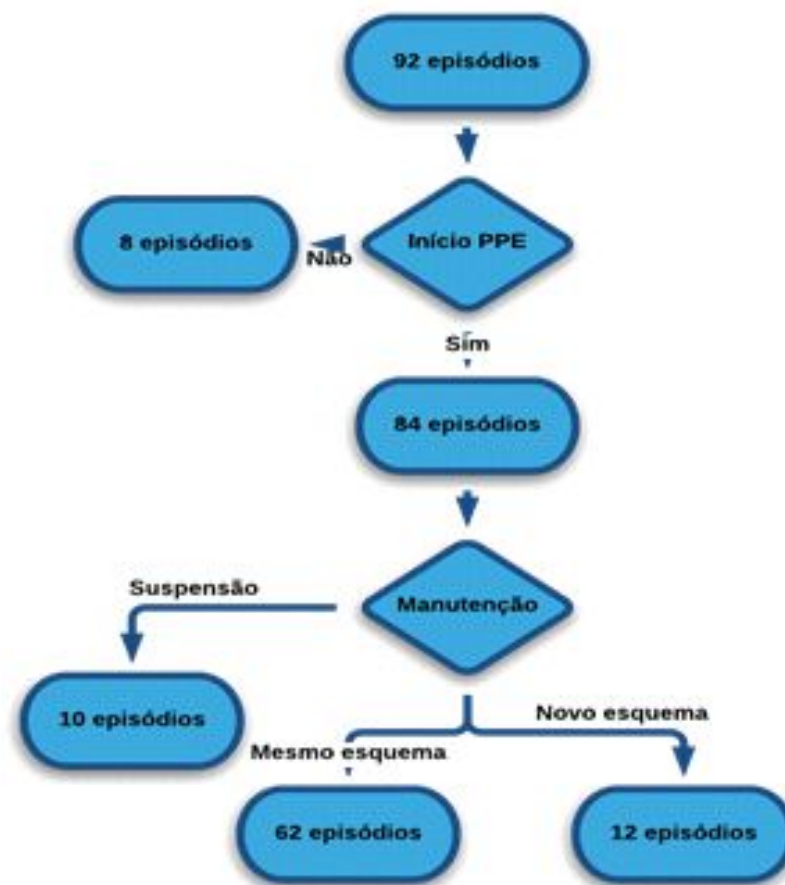 92 episódios
Início PPE
8 episódios
Não
Sim
84 episódios
Manutenção
Suspensão
10 episódios
Novo esquema
Mesmo esquema
62 episódios
12 episódios